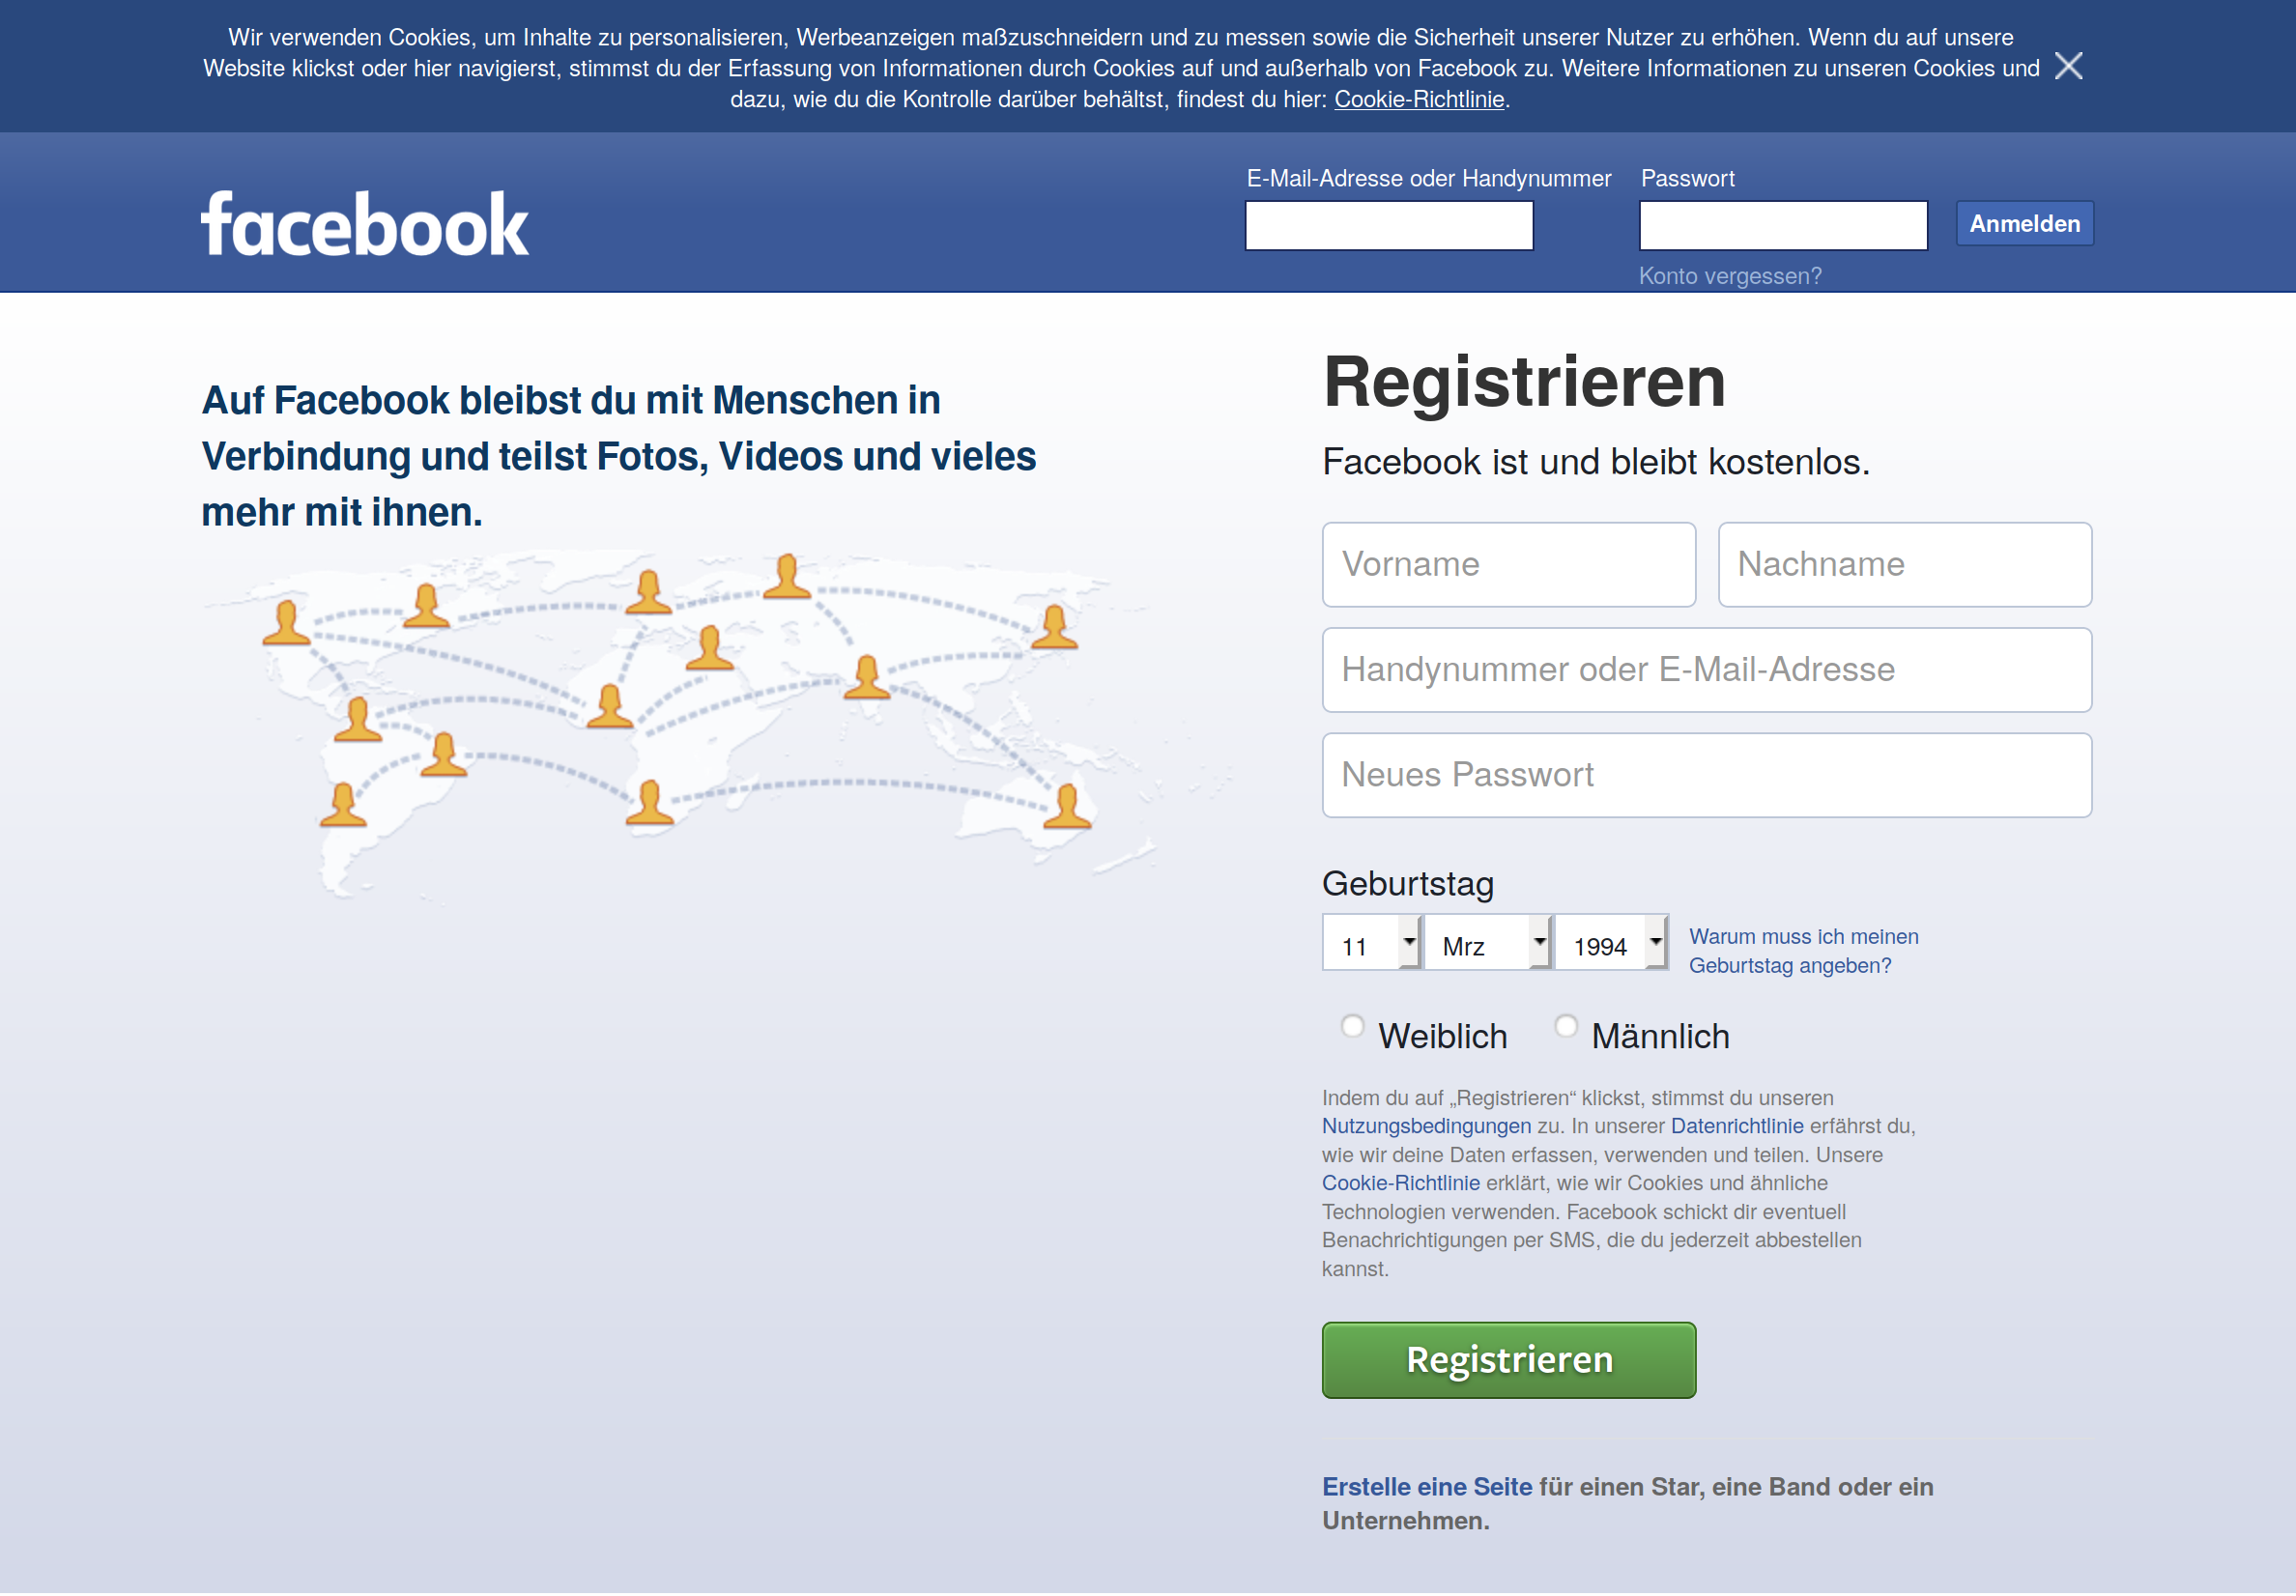 Wir verwenden Cookies, um Inhalte zu personalisieren, Werbeanzeigen maßzuschneidern und zu messen sowie die Sicherheit unserer Nutzer zu erhöhen. Wenn du auf unsere
Website klickst oder hier navigierst, stimmst du der Erfassung von Informationen durch Cookies auf und außerhalb von Facebook zu. Weitere Informationen zu unseren Cookies und
dazu, wie du die Kontrolle darüber behältst, findest du hier: Cookie-Richtlinie.
facebook
E-Mail-Adresse oder Handynummer
Passwort
Anmelden
Konto vergessen?
Auf Facebook bleibst du mit Menschen in
Verbindung und teilst Fotos, Videos und vieles
mehr mit ihnen.
Registrieren
Facebook ist und bleibt kostenlos.
Vorname
Nachname
Handynummer oder E-Mail-Adresse
Neues Passwort
Geburtstag
11 Mrz 1994
Warum muss ich meinen
Geburtstag angeben?
Weiblich Männlich
Indem du auf „Registrieren“ klickst, stimmst du unseren
Nutzungsbedingungen zu. In unserer Datenrichtlinie erfährst du,
wie wir deine Daten erfassen, verwenden und teilen. Unsere
Cookie-Richtlinie erklärt, wie wir Cookies und ähnliche
Technologien verwenden. Facebook schickt dir eventuell
Benachrichtigungen per SMS, die du jederzeit abbestellen
kannst.
Registrieren
Erstelle eine Seite für einen Star, eine Band oder ein
Unternehmen.